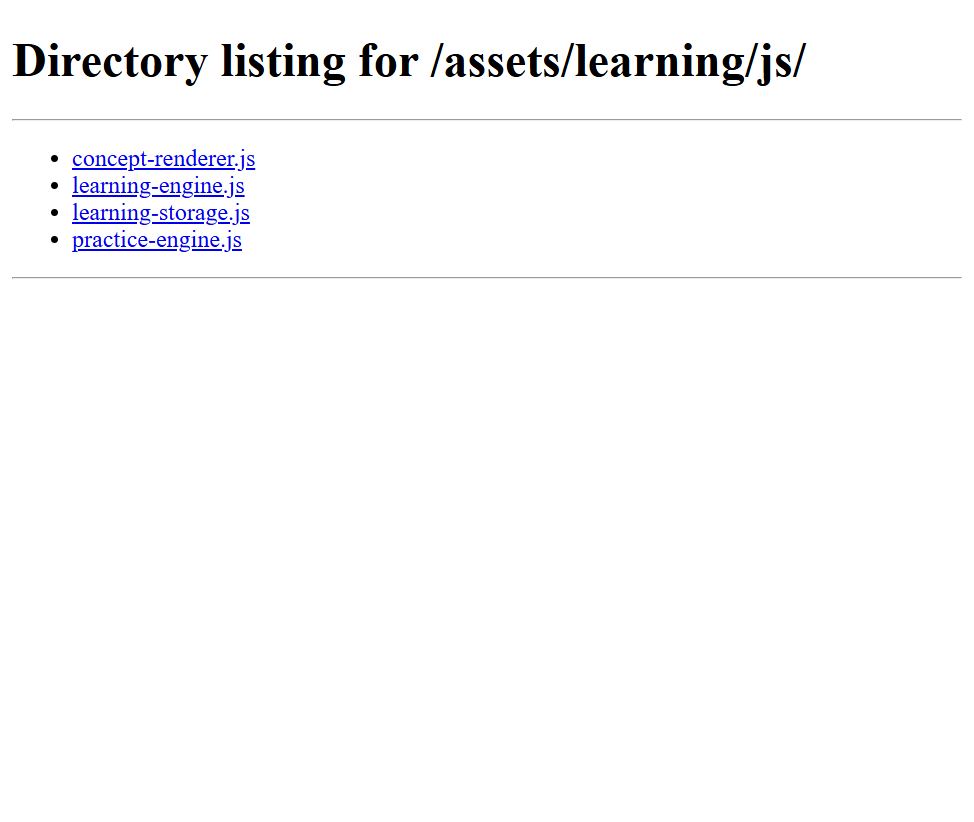 Directory listing for /assets/learning/js/
concept-renderer.js
learning-engine.js
learning-storage.js
practice-engine.js